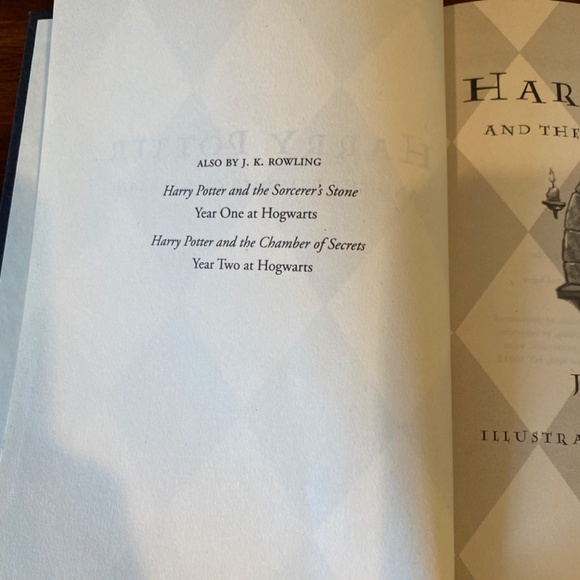 ALSO BY J. K. ROWLING
Harry Potter and the Sorcerer's Stone
Year One at Hogwarts
Harry Potter and the Chamber of Secrets
Year Two at Hogwarts
HAR
AND THE
J
ILLUSTRA